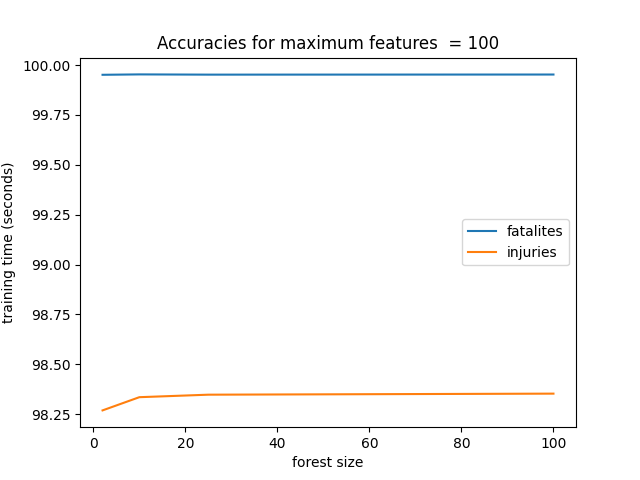 Accuracies for maximum features  = 100
100.00
99.75
99.50
99.25
99.00
98.75
98.50
98.25
training time (seconds)
fatalites
injuries
0
20
40
60
80
100
forest size